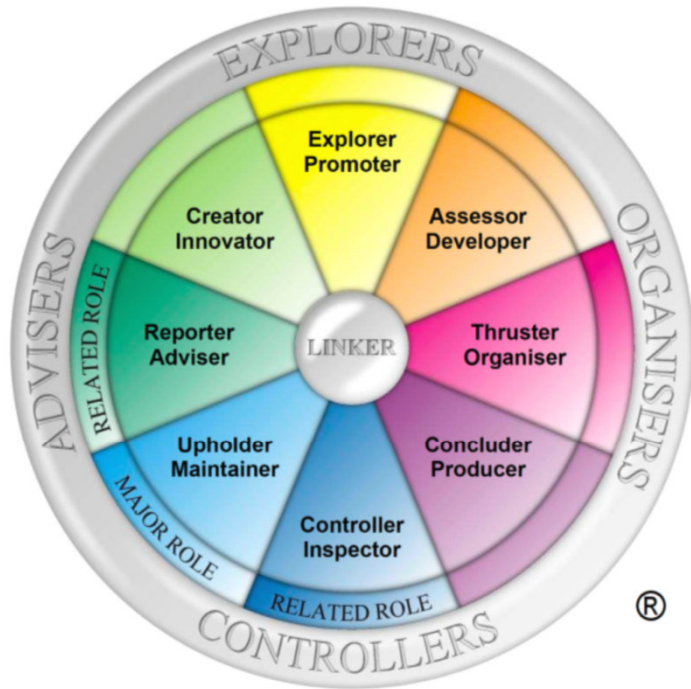 EXPLORERS
Explorer
Promoter
Creator
Innovator
Assessor
Developer
ADVISERS
ORGANISERS
RELATED ROLE
Reporter
Adviser
LINKER
Thruster
Organiser
Upholder
Maintainer
Concluder
Producer
MAJOR ROLE
Controller
Inspector
RELATED ROLE
®
CONTROLLERS